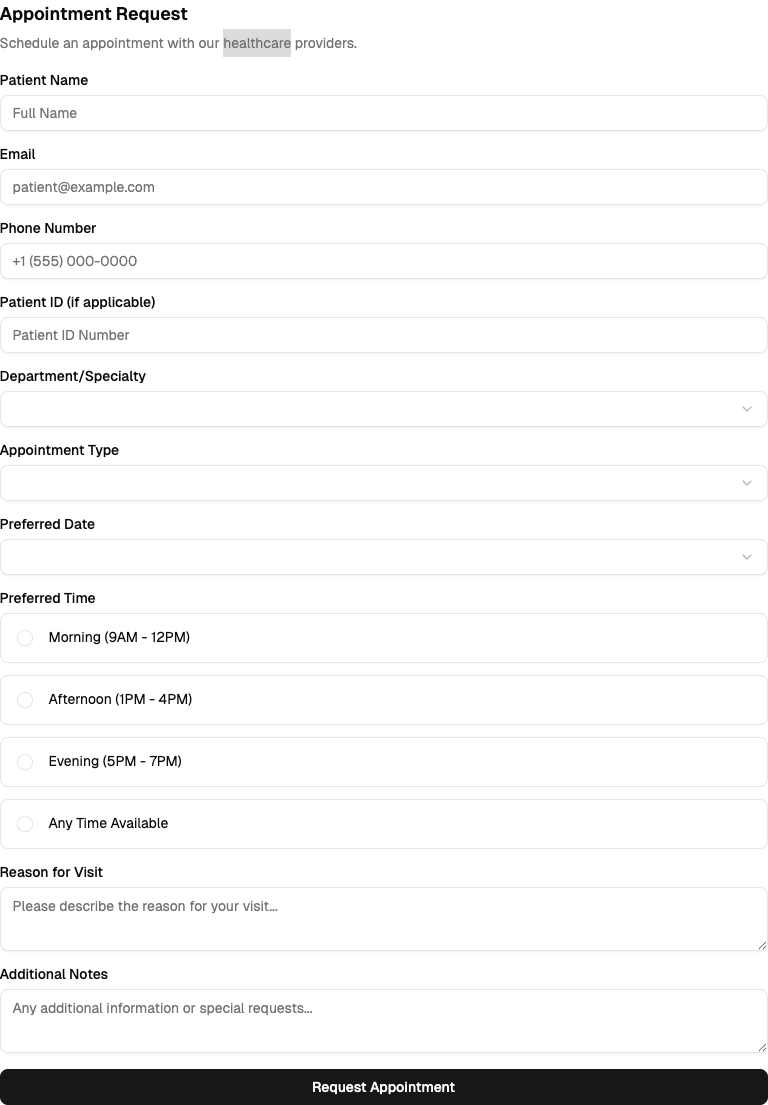 Appointment Request
Schedule an appointment with our healthcare providers.
Patient Name
Full Name
Email
patient@example.com
Phone Number
+1 (555) 000-0000
Patient ID (if applicable)
Patient ID Number
Department/Specialty
Appointment Type
Preferred Date
Preferred Time
Morning (9AM - 12PM)
Afternoon (1PM - 4PM)
Evening (5PM - 7PM)
Any Time Available
Reason for Visit
Please describe the reason for your visit...
Additional Notes
Any additional information or special requests...
Request Appointment